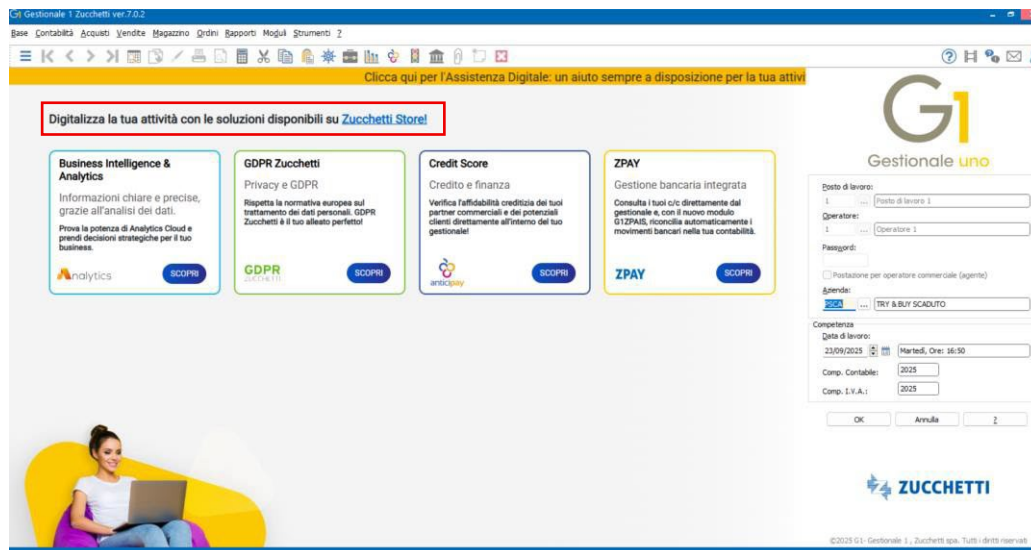 Gestionale 1 Zucchetti ver.7.0.2
Base Contabilità Acquisti Vendite Magazzino Ordini Rapporti Moduli Strumenti ?
Clicca qui per l'Assistenza Digitale: un aiuto sempre a disposizione per la tua attivi
Digitalizza la tua attività con le soluzioni disponibili su Zucchetti Store!
Business Intelligence &
Analytics
Informazioni chiare e precise,
grazie all'analisi dei dati.
Prova la potenza di Analytics Cloud e
prendi decisioni strategiche per il tuo
business.
Analytics
SCOPRI
GDPR Zucchetti
Privacy e GDPR
Rispetta la normativa europea sul
trattamento dei dati personali. GDPR
Zucchetti è il tuo alleato perfetto!
GDPR
ZUCCHETTI
SCOPRI
Credit Score
Credito e finanza
Verifica l'affidabilità creditizia dei tuoi
partner commerciali e dei potenziali
clienti direttamente all'interno del tuo
gestionale!
anticipay
SCOPRI
ZPAY
Gestione bancaria integrata
Consulta i tuoi c/c direttamente dal
gestionale e, con il nuovo modulo
G1ZPAIS, riconcilia automaticamente i
movimenti bancari nella tua contabilità.
ZPAY
SCOPRI
G1
Gestionale uno
Posto di lavoro:
1 ... Posto di lavoro 1
Operatore:
1 ... Operatore 1
Password:
Postazione per operatore commerciale (agente)
Azienda:
PSCA ... TRY & BUY SCADUTO
Competenza
Data di lavoro:
23/09/2025 Martedì, Ore: 16:50
Comp. Contabile: 2025
Comp. I.V.A.: 2025
OK Annulla ?
ZUCCHETTI
©2025 G1- Gestionale 1 , Zucchetti spa. Tutti i diritti riservati